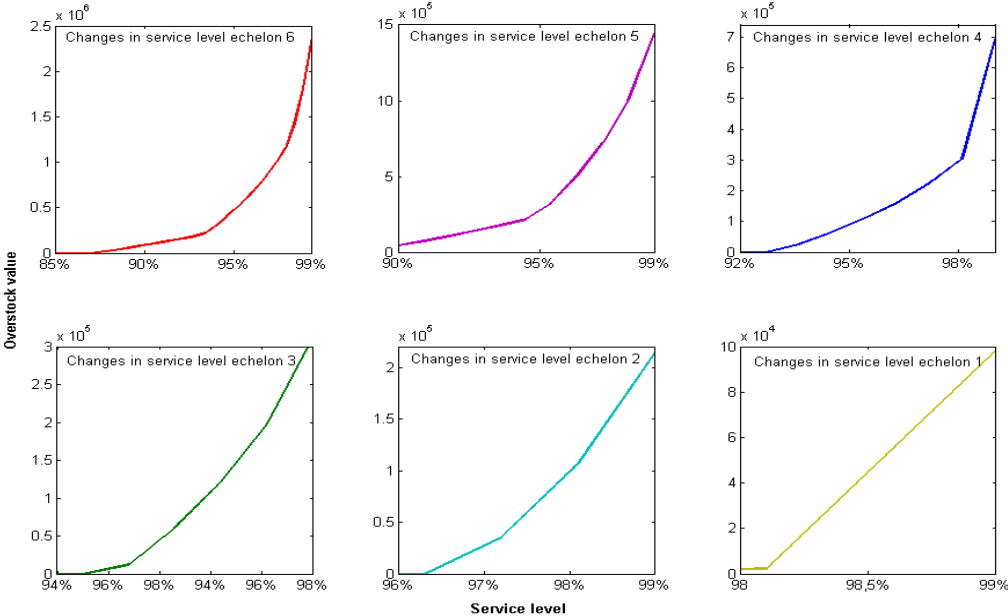 x 10^6
Changes in service level echelon 6
2.5
2
1.5
1
0.5
0
85% 90% 95% 99%
x 10^5
Changes in service level echelon 5
15
10
5
0
90% 95% 99%
x 10^5
Changes in service level echelon 4
7
6
5
4
3
2
1
0
92% 95% 98%
Overstock value
x 10^5
Changes in service level echelon 3
3
2.5
2
1.5
1
0.5
0
94% 96% 98% 94% 96% 98%
x 10^5
Changes in service level echelon 2
2
1.5
1
0.5
0
96% 97% 98% 99%
x 10^4
Changes in service level echelon 1
10
8
6
4
2
0
98 98,5% 99%
Service level